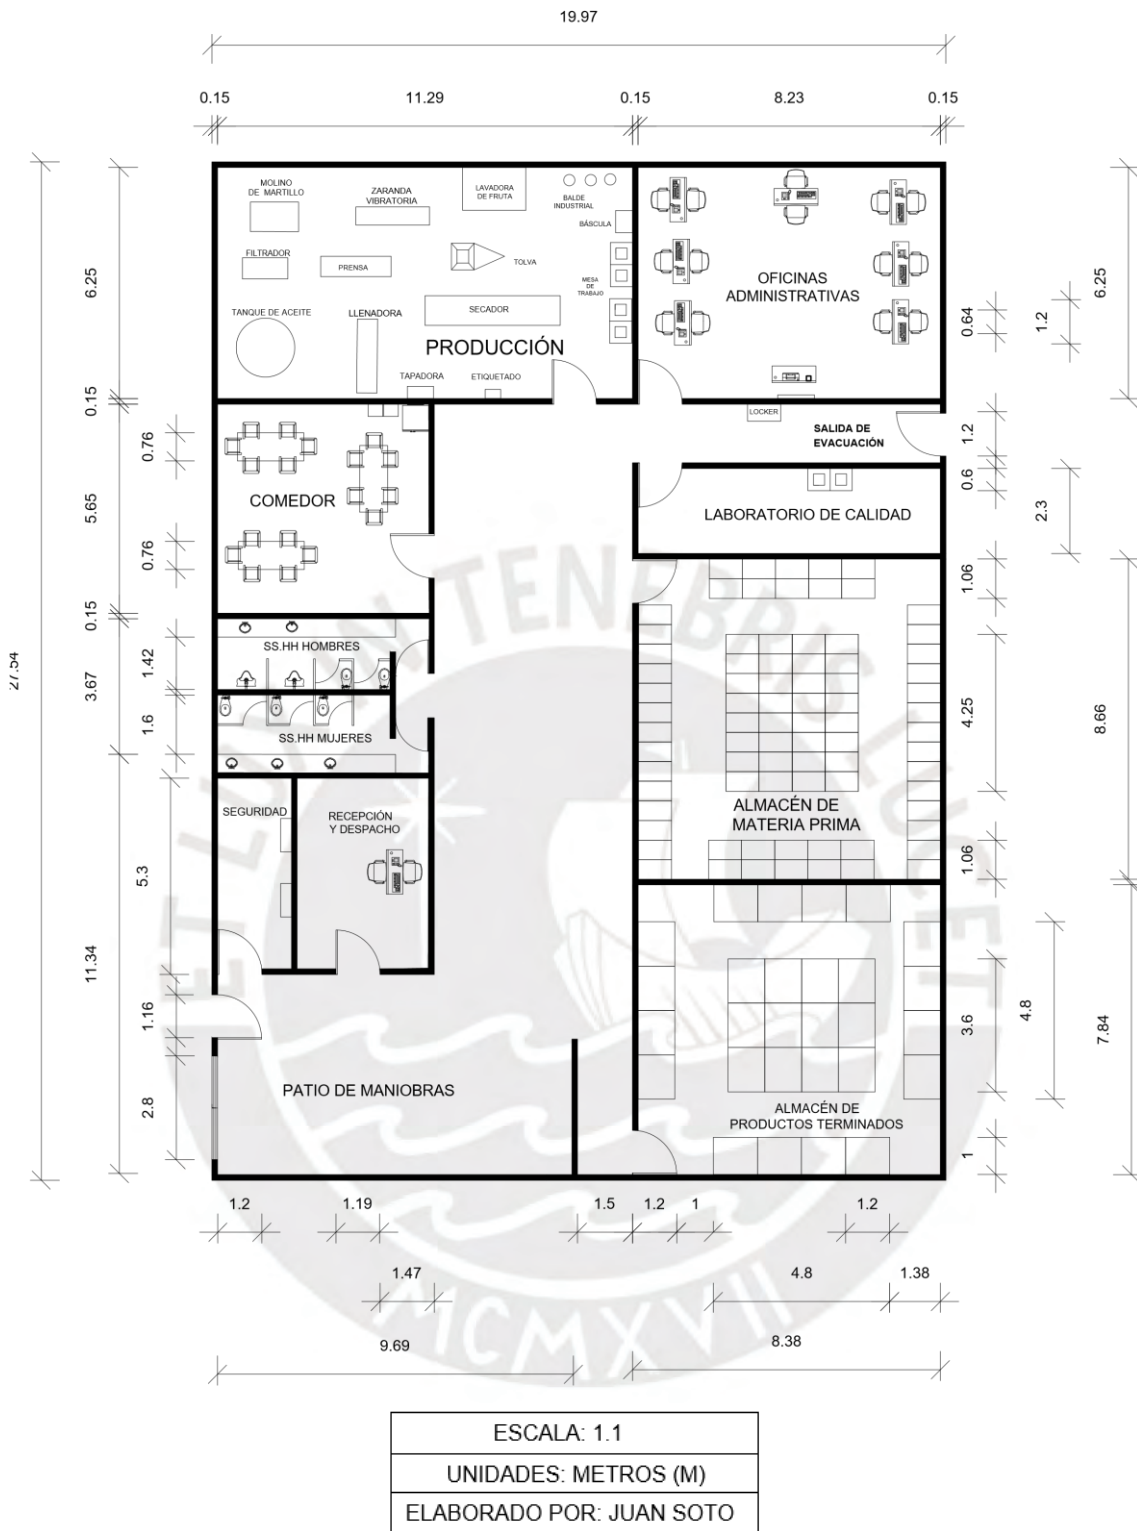 19.97
0.15
11.29
0.15
8.23
0.15
MOLINO
DE MARTILLO
ZARANDA
VIBRATORIA
LAVADORA
DE FRUTA
BALDE
INDUSTRIAL
BÁSCULA
FILTRADOR
PRENSA
TOLVA
MESA
DE
TRABAJO
TANQUE DE ACEITE
LLENADORA
SECADOR
PRODUCCIÓN
TAPADORA
ETIQUETADO
OFICINAS
ADMINISTRATIVAS
6.25
0.64
1.2
6.25
0.15
LOCKER
SALIDA DE
EVACUACIÓN
1.2
0.76
5.65
0.76
COMEDOR
LABORATORIO DE CALIDAD
0.6
2.3
0.15
27.54
3.67
1.42
1.6
SS.HH HOMBRES
SS.HH MUJERES
1.06
4.25
8.66
1.06
ALMACÉN DE
MATERIA PRIMA
SEGURIDAD
RECEPCIÓN
Y DESPACHO
5.3
11.34
1.16
2.8
PATIO DE MANIOBRAS
ALMACÉN DE
PRODUCTOS TERMINADOS
3.6
4.8
7.84
1
1.2
1.19
1.5
1.2
1
1.2
1.47
4.8
1.38
9.69
8.38
ET LUX IN TENEBRIS LUCET
MCMXVII
ESCALA: 1.1
UNIDADES: METROS (M)
ELABORADO POR: JUAN SOTO